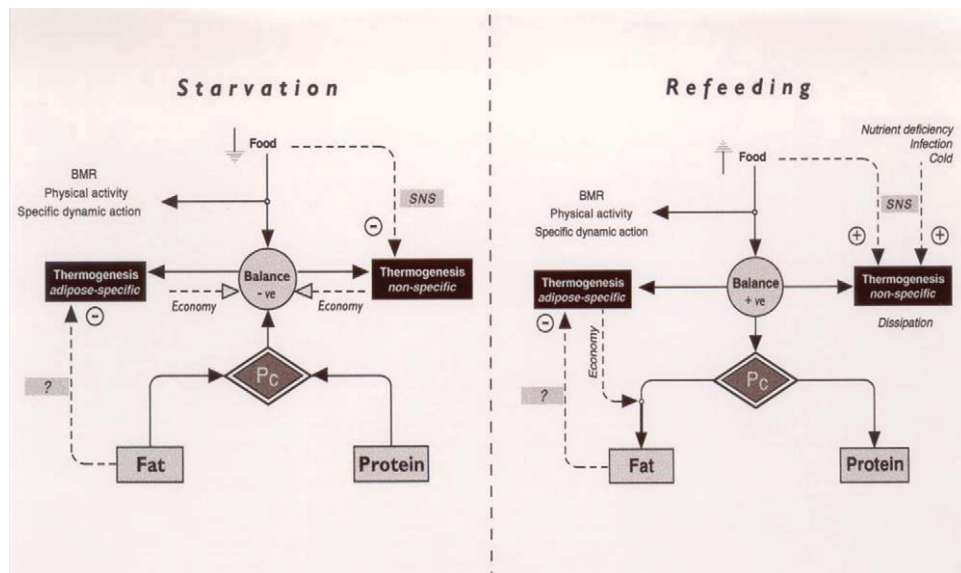 Starvation
Food
BMR
Physical activity
Specific dynamic action
SNS
−
Thermogenesis
adipose-specific
Balance
- ve
Thermogenesis
non-specific
Economy
Economy
−
Pc
?
Fat
Protein
Refeeding
Nutrient deficiency
Infection
Cold
Food
BMR
Physical activity
Specific dynamic action
SNS
+
+
Thermogenesis
adipose-specific
Balance
+ ve
Thermogenesis
non-specific
−
Dissipation
Economy
Pc
?
Fat
Protein